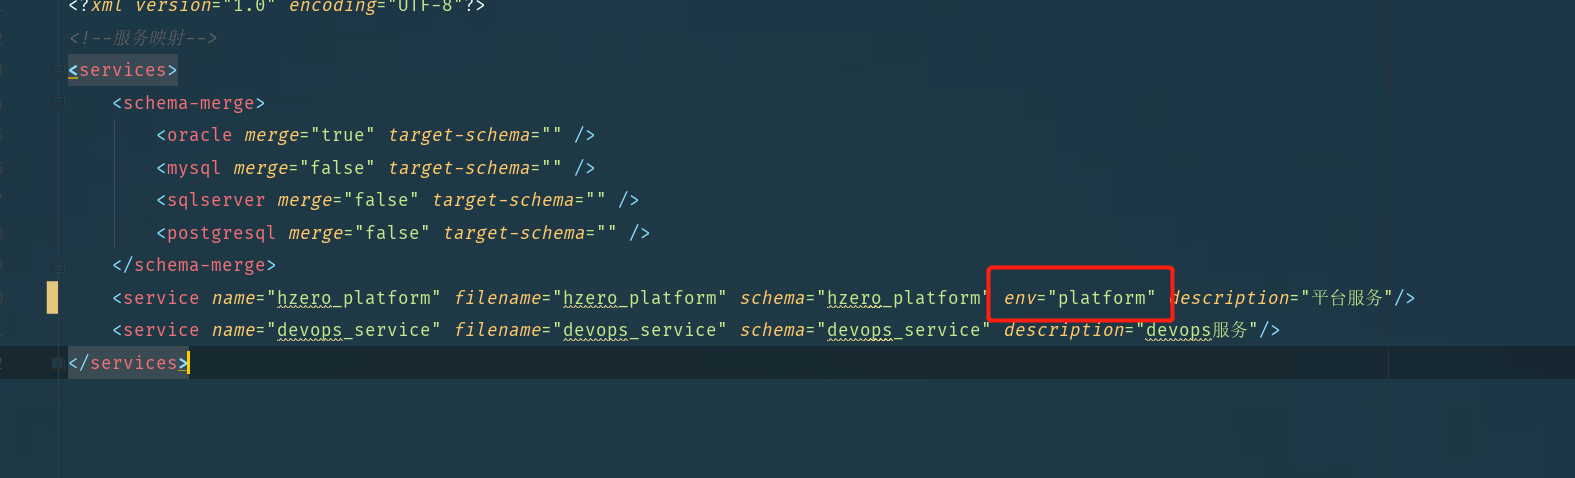 <?xml version="1.0" encoding="UTF-8"?>
<!--服务映射-->
<services>
<schema-merge>
<oracle merge="true" target-schema="" />
<mysql merge="false" target-schema="" />
<sqlserver merge="false" target-schema="" />
<postgresql merge="false" target-schema="" />
</schema-merge>
<service name="hzero_platform" filename="hzero_platform" schema="hzero_platform" env="platform" description="平台服务"/>
<service name="devops_service" filename="devops_service" schema="devops_service" description="devops服务"/>
</services>